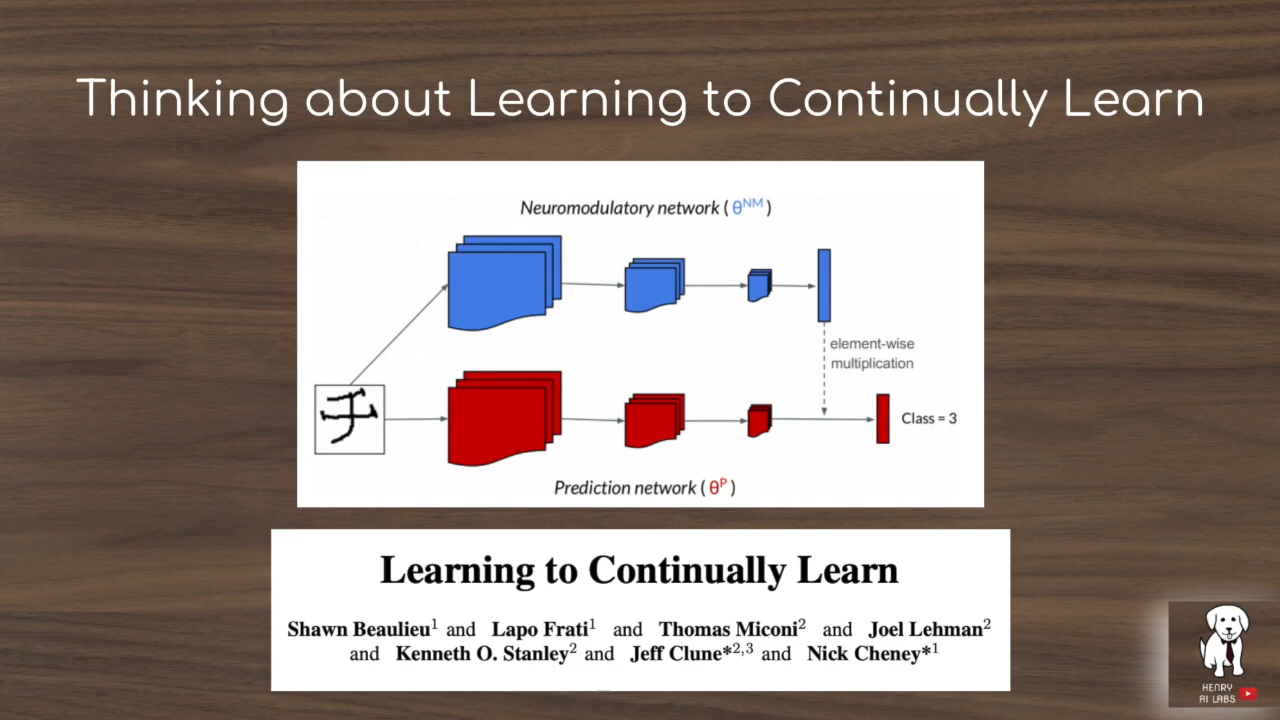 Thinking about Learning to Continually Learn
Neuromodulatory network ( θ^NM )
element-wise
multiplication
Class = 3
Prediction network ( θ^P )
Learning to Continually Learn
Shawn Beaulieu¹ and Lapo Frati¹ and Thomas Miconi² and Joel Lehman²
and Kenneth O. Stanley² and Jeff Clune*²,³ and Nick Cheney*¹
HENRY
AI LABS